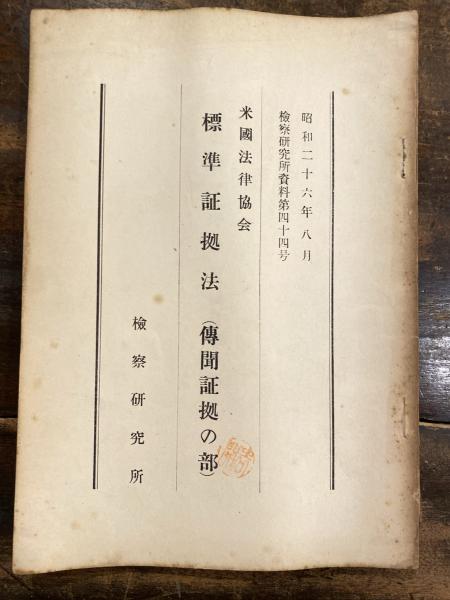 昭和二十六年八月
檢察研究所資料第四十四号
米國法律協会
標準証拠法（傳聞証拠の部）
檢察研究所